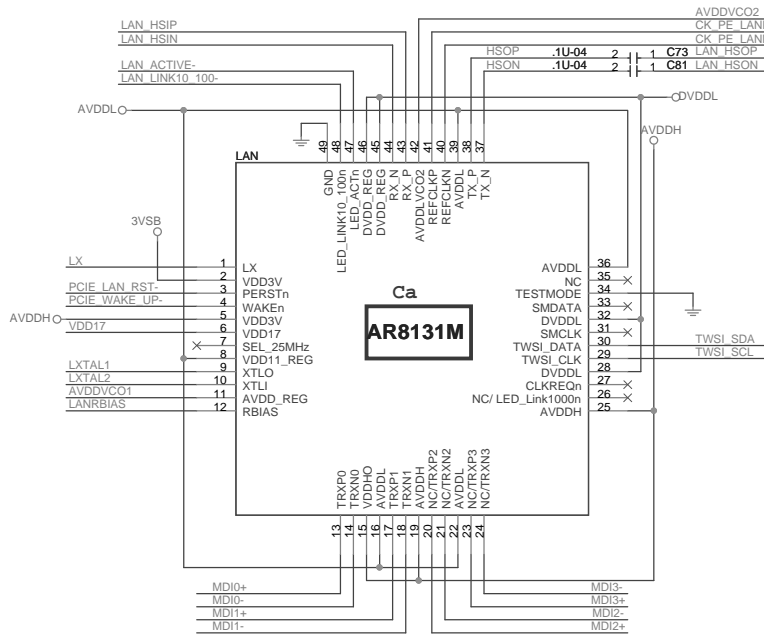 AVDDVCO2
LAN_HSIP CK_PE_LAN
LAN_HSIN CK_PE_LAN
HSOP .1U-04 2 1 C73 LAN_HSOP
LAN_ACTIVE- HSON .1U-04 2 1 C81 LAN_HSON
LAN_LINK10_100-
DVDDL
AVDDL
AVDDH
49 48 47 46 45 44 43 42 41 40 39 38 37
LAN
GND
LED_LINK10_100n
LED_ACTn
DVDD_REG
DVDD_REG
RX_N
RX_P
AVDDLVCO2
REFCLKP
REFCLKN
AVDDL
TX_P
TX_N
3VSB
LX 1 LX
2 VDD3V
PCIE_LAN_RST- 3 PERSTn
PCIE_WAKE_UP- 4 WAKEn
AVDDH 5 VDD3V
VDD17 6 VDD17
7 SEL_25MHz
8 VDD11_REG
LXTAL1 9 XTLO
LXTAL2 10 XTLI
AVDDVCO1 11 AVDD_REG
LANRBIAS 12 RBIAS
Ca
AR8131M
AVDDL 36
NC 35
TESTMODE 34
SMDATA 33
DVDDL 32
SMCLK 31
TWSI_DATA 30 TWSI_SDA
TWSI_CLK 29 TWSI_SCL
DVDDL 28
CLKREQn 27
NC/ LED_Link1000n 26
AVDDH 25
TRXP0
TRXN0
VDDHO
AVDDL
TRXP1
TRXN1
AVDDH
NC/TRXP2
NC/TRXN2
AVDDL
NC/TRXP3
NC/TRXN3
13 14 15 16 17 18 19 20 21 22 23 24
MDI0+ MDI3-
MDI0- MDI3+
MDI1+ MDI2-
MDI1- MDI2+